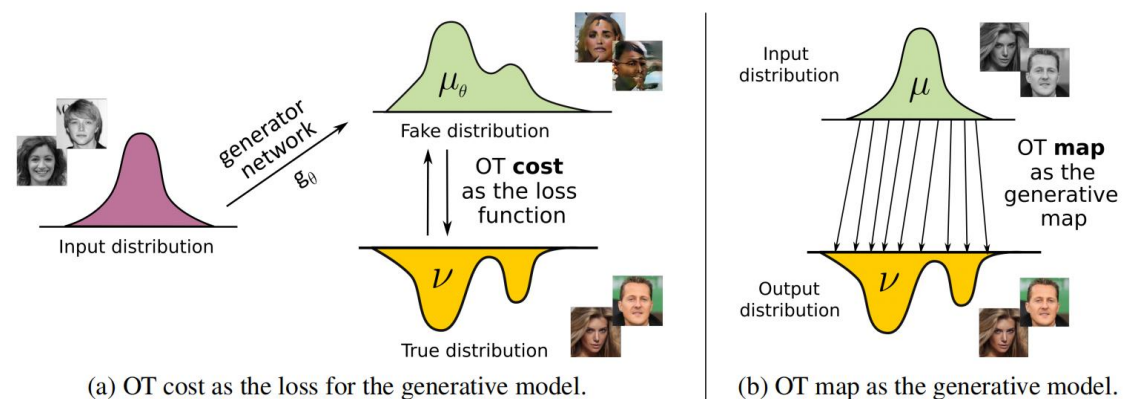 Input distribution
generator
network
g_θ
μ_θ
Fake distribution
OT cost
as the loss
function
ν
True distribution
(a) OT cost as the loss for the generative model.
Input
distribution
μ
OT map
as the
generative
map
ν
Output
distribution
(b) OT map as the generative model.